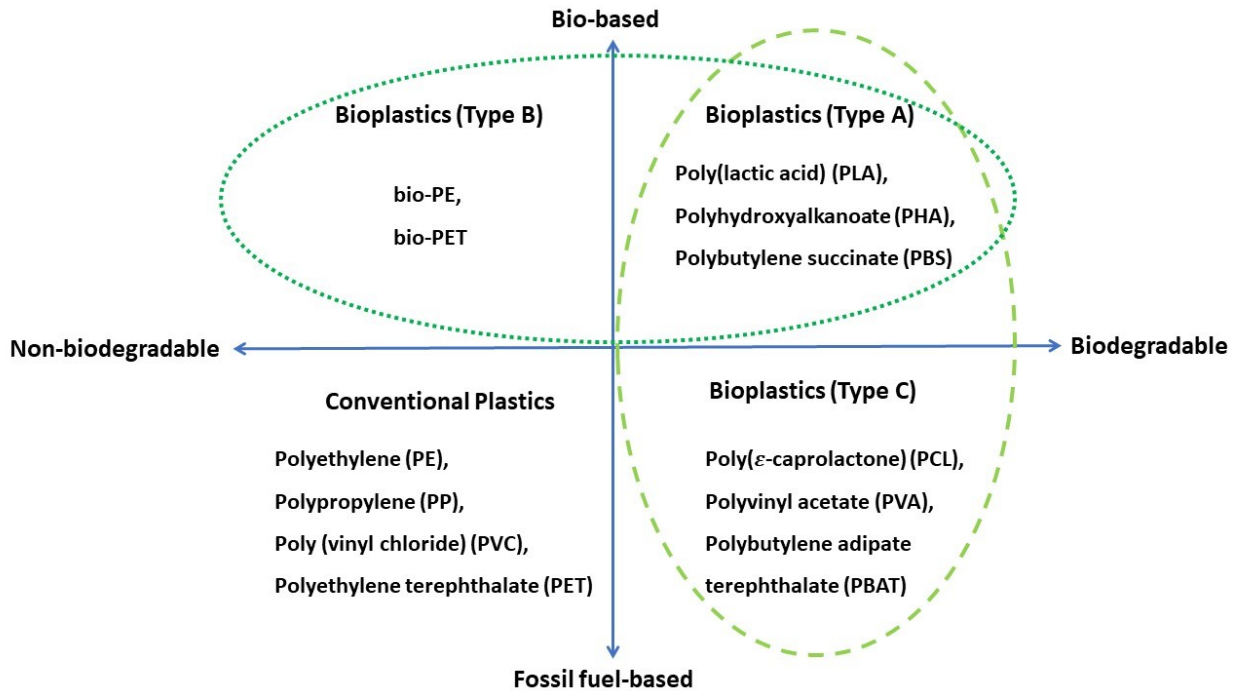 Bio-based
Bioplastics (Type B)
bio-PE,
bio-PET
Bioplastics (Type A)
Poly(lactic acid) (PLA),
Polyhydroxyalkanoate (PHA),
Polybutylene succinate (PBS)
Non-biodegradable
Biodegradable
Conventional Plastics
Polyethylene (PE),
Polypropylene (PP),
Poly (vinyl chloride) (PVC),
Polyethylene terephthalate (PET)
Bioplastics (Type C)
Poly(ε-caprolactone) (PCL),
Polyvinyl acetate (PVA),
Polybutylene adipate
terephthalate (PBAT)
Fossil fuel-based